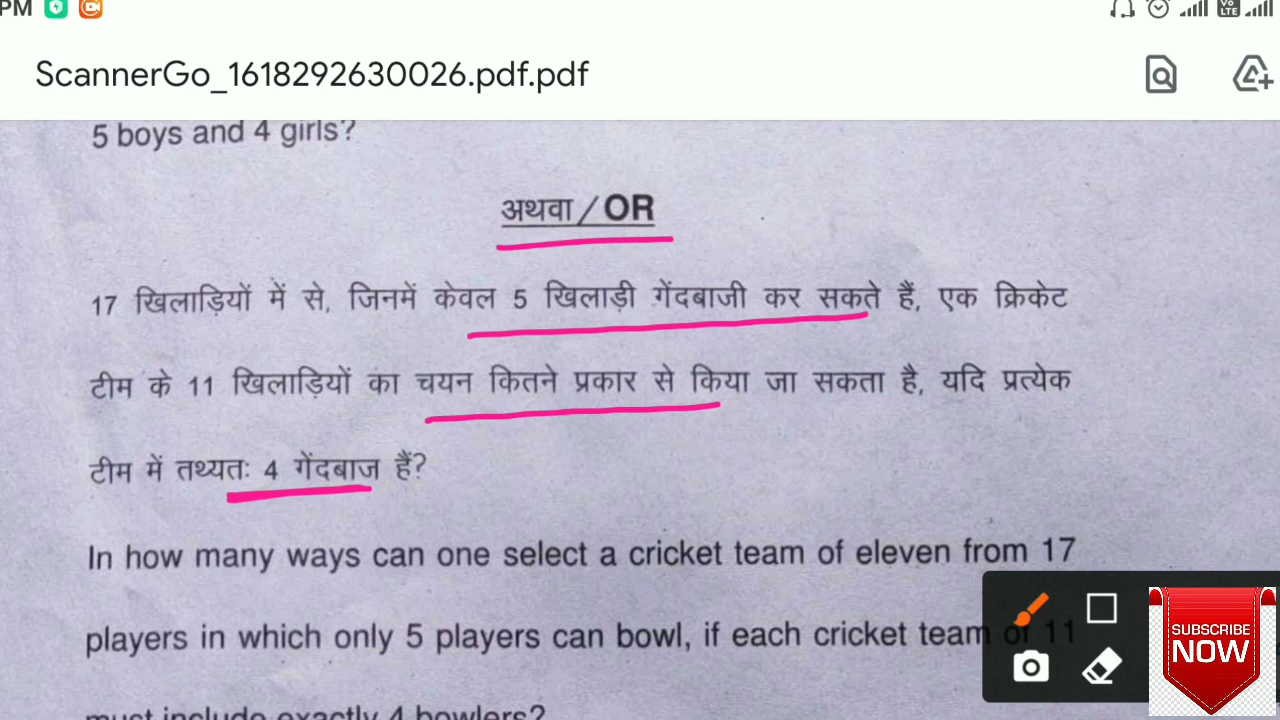 PM
VO
LTE
ScannerGo_1618292630026.pdf.pdf
5 boys and 4 girls?
अथवा / OR
17 खिलाड़ियों में से, जिनमें केवल 5 खिलाड़ी गेंदबाजी कर सकते हैं, एक क्रिकेट
टीम के 11 खिलाड़ियों का चयन कितने प्रकार से किया जा सकता है, यदि प्रत्येक
टीम में तथ्यतः 4 गेंदबाज हैं?
In how many ways can one select a cricket team of eleven from 17
players in which only 5 players can bowl, if each cricket team of 11
must include exactly 4 bowlers?
SUBSCRIBE
NOW